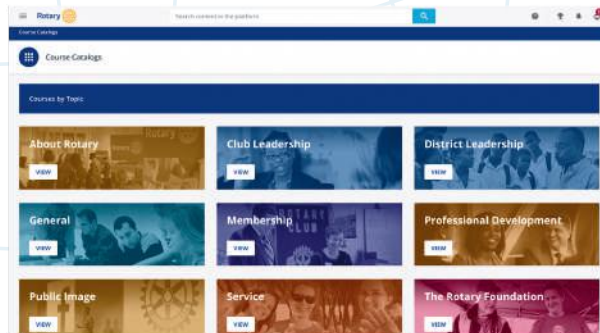 Rotary
Search content in the platform
Course Catalogs
Course Catalogs
Courses by Topic
About Rotary
VIEW
Club Leadership
VIEW
District Leadership
VIEW
General
VIEW
Membership
VIEW
Professional Development
VIEW
Public Image
VIEW
Service
VIEW
The Rotary Foundation
VIEW